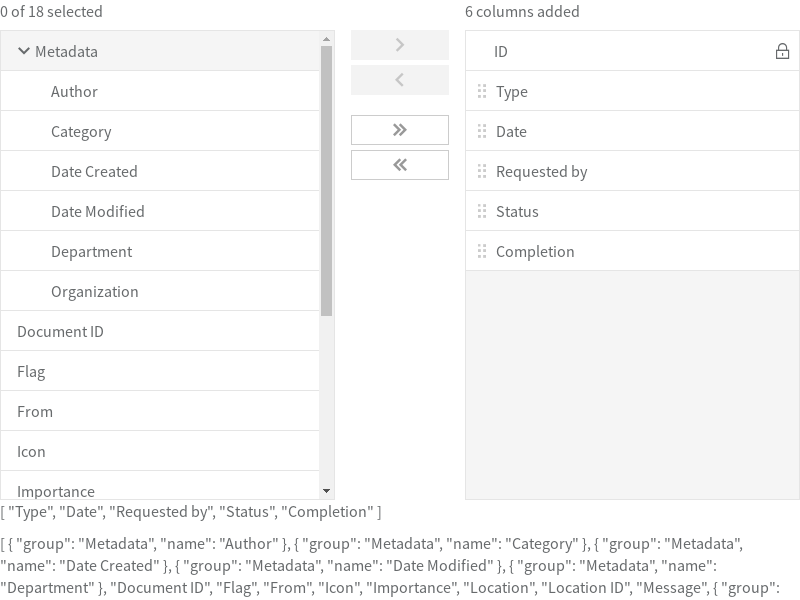 0 of 18 selected
6 columns added
Metadata
Author
Category
Date Created
Date Modified
Department
Organization
Document ID
Flag
From
Icon
Importance
ID
Type
Date
Requested by
Status
Completion
[ "Type", "Date", "Requested by", "Status", "Completion" ]
[ { "group": "Metadata", "name": "Author" }, { "group": "Metadata", "name": "Category" }, { "group": "Metadata",
"name": "Date Created" }, { "group": "Metadata", "name": "Date Modified" }, { "group": "Metadata", "name":
"Department" }, "Document ID", "Flag", "From", "Icon", "Importance", "Location", "Location ID", "Message", { "group":